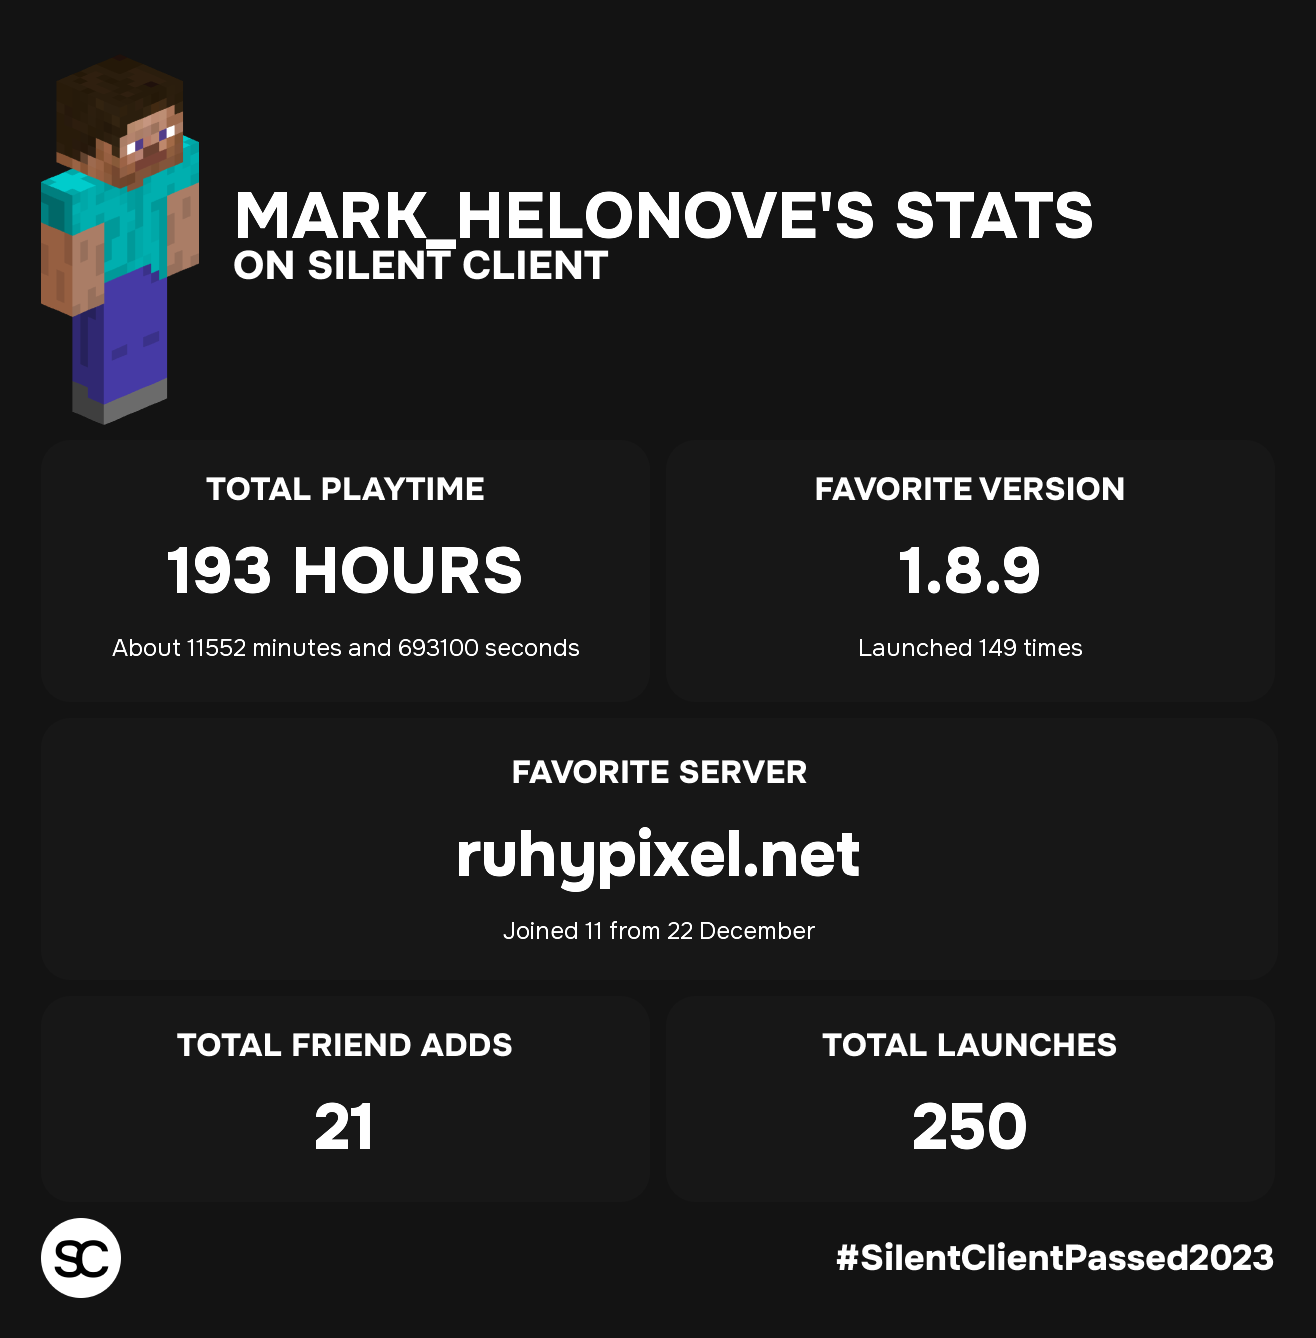 MARK_HELONOVE'S STATS
ON SILENT CLIENT
TOTAL PLAYTIME
193 HOURS
About 11552 minutes and 693100 seconds
FAVORITE VERSION
1.8.9
Launched 149 times
FAVORITE SERVER
ruhypixel.net
Joined 11 from 22 December
TOTAL FRIEND ADDS
21
TOTAL LAUNCHES
250
SC
#SilentClientPassed2023